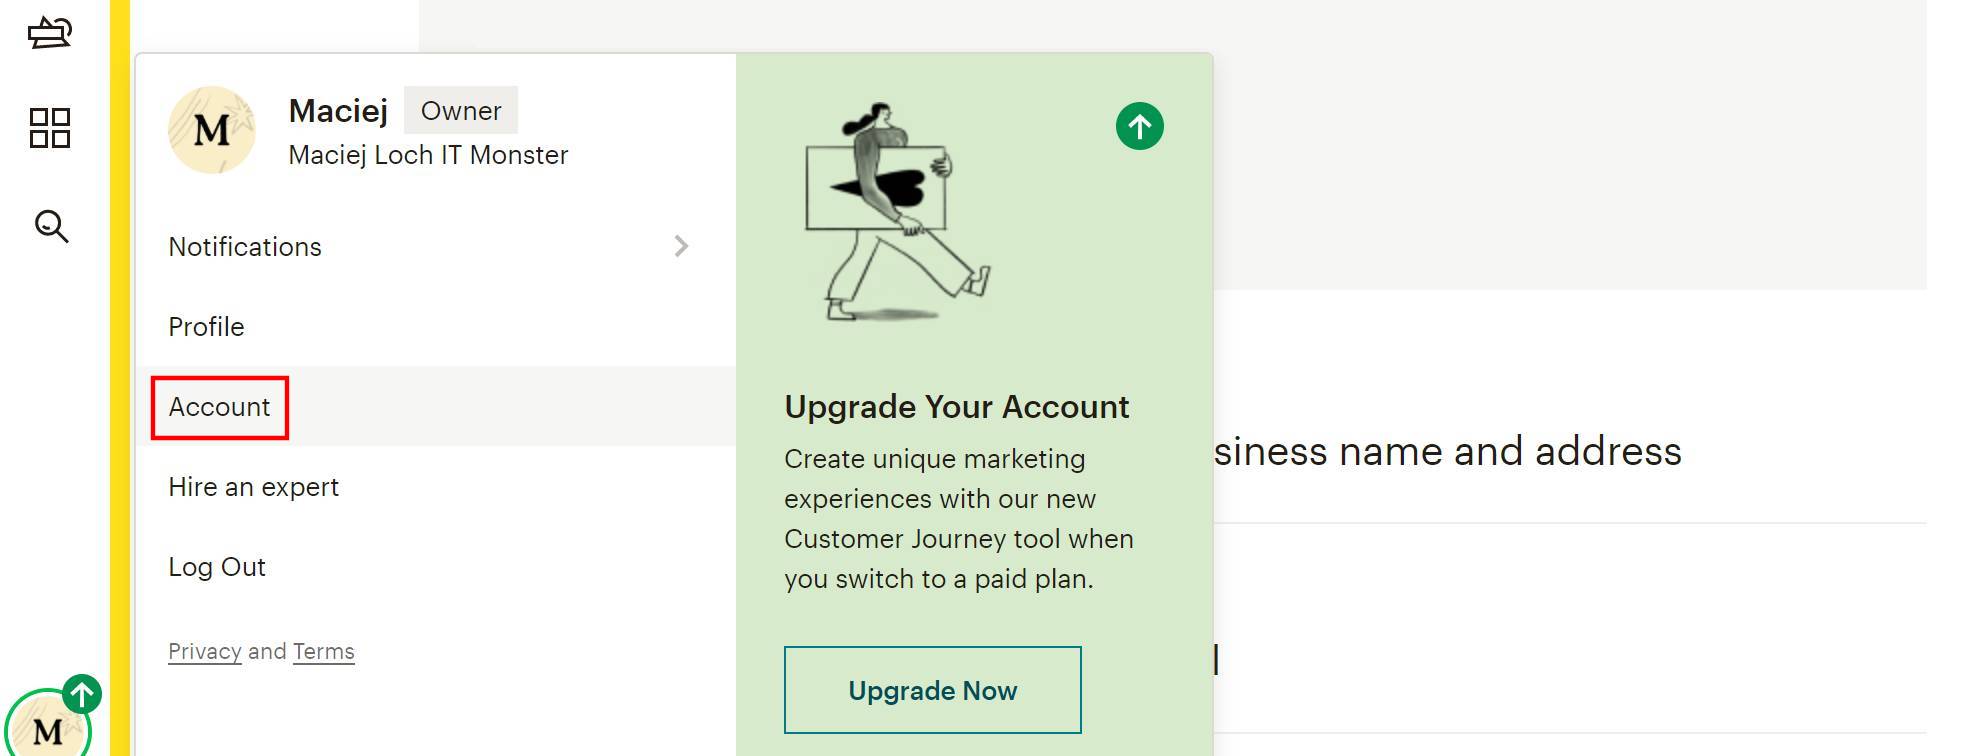 M
Maciej
Owner
Maciej Loch IT Monster
Notifications
Profile
Account
Hire an expert
Log Out
Privacy and Terms
Upgrade Your Account
Create unique marketing
experiences with our new
Customer Journey tool when
you switch to a paid plan.
Upgrade Now
siness name and address
M